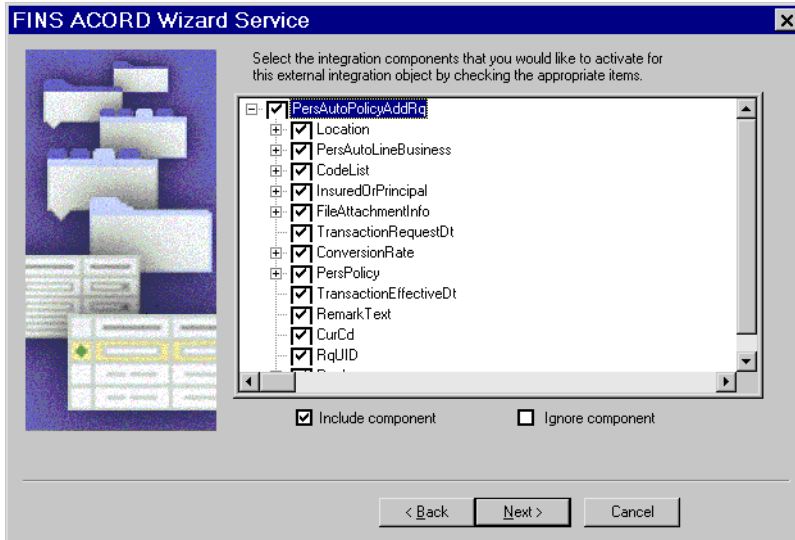 FINS ACORD Wizard Service
Select the integration components that you would like to activate for
this external integration object by checking the appropriate items.
PersAutoPolicyAddRq
Location
PersAutoLineBusiness
CodeList
InsuredOrPrincipal
FileAttachmentInfo
TransactionRequestDt
ConversionRate
PersPolicy
TransactionEffectiveDt
RemarkText
CurCd
RqUID
Include component
Ignore component
< Back
Next >
Cancel